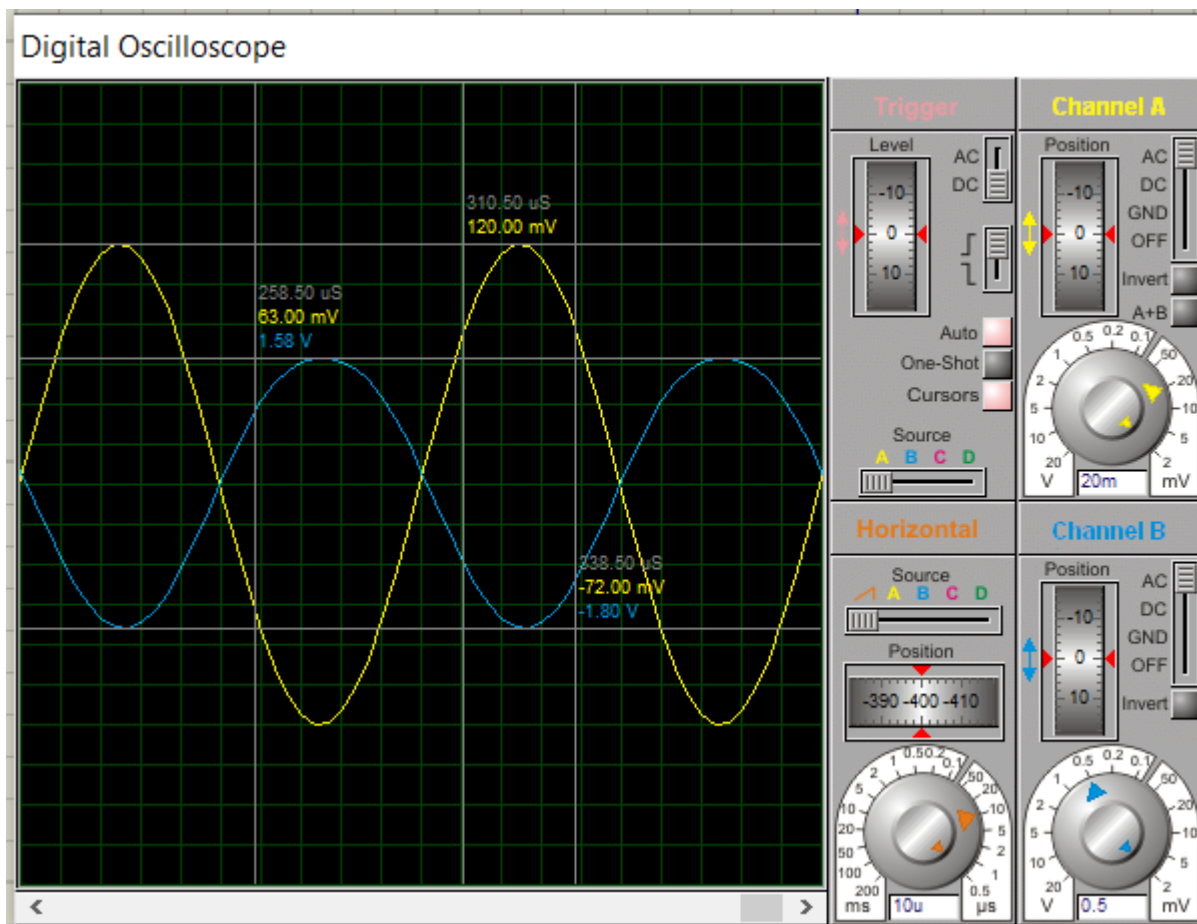 Digital Oscilloscope
310.50 uS
120.00 mV
258.50 uS
63.00 mV
1.58 V
338.50 uS
-72.00 mV
-1.80 V
Trigger
Level
AC
DC
-10
0
10
Auto
One-Shot
Cursors
Source
A B C D
Channel A
Position
AC
DC
GND
OFF
-10
0
10
Invert
A+B
20 10 5 2 1 0.5 0.2 0.1 50 20 10 5 2
V 20m mV
Horizontal
Source
A B C D
Position
-390 -400 -410
200 100 50 20 10 5 2 1 0.5 0.2 0.1 50 20 10 5 2 1 0.5
ms 10u µs
Channel B
Position
AC
DC
GND
OFF
-10
0
10
Invert
20 10 5 2 1 0.5 0.2 0.1 50 20 10 5 2
V 0.5 mV